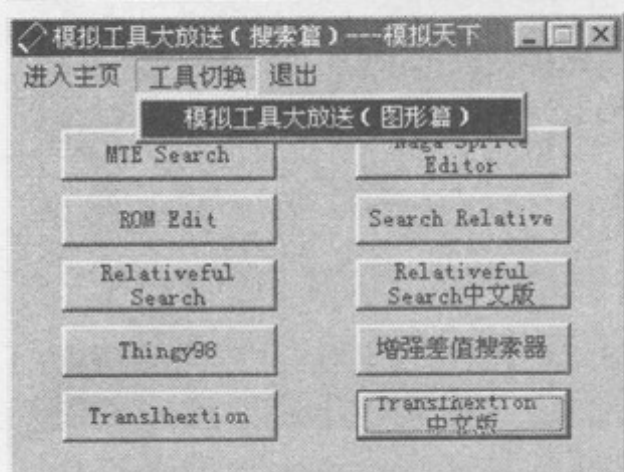 模拟工具大放送(搜索篇)---模拟天下
进入主页 工具切换 退出
模拟工具大放送(图形篇)
MTE Search
Naga Sprite
Editor
ROM Edit
Search Relative
Relativeful
Search
Relativeful
Search中文版
Thingy98
增强差值搜索器
Translhextion
Translhextion
中文版